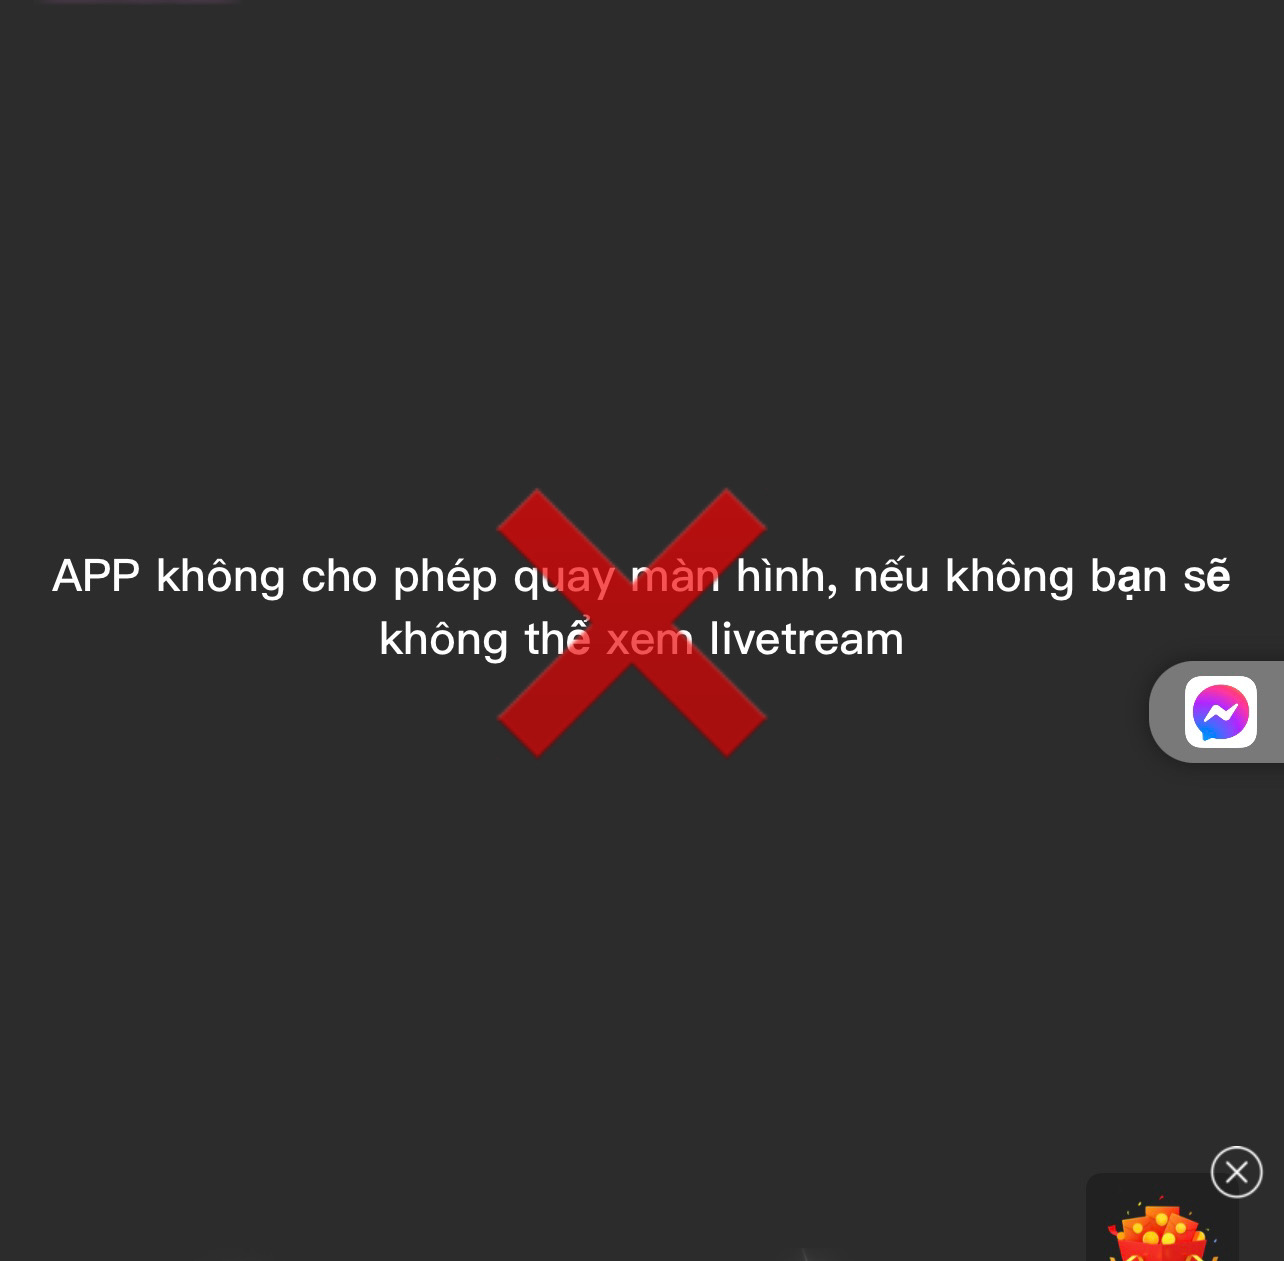 APP không cho phép quay màn hình, nếu không bạn sẽ
không thể xem livetream